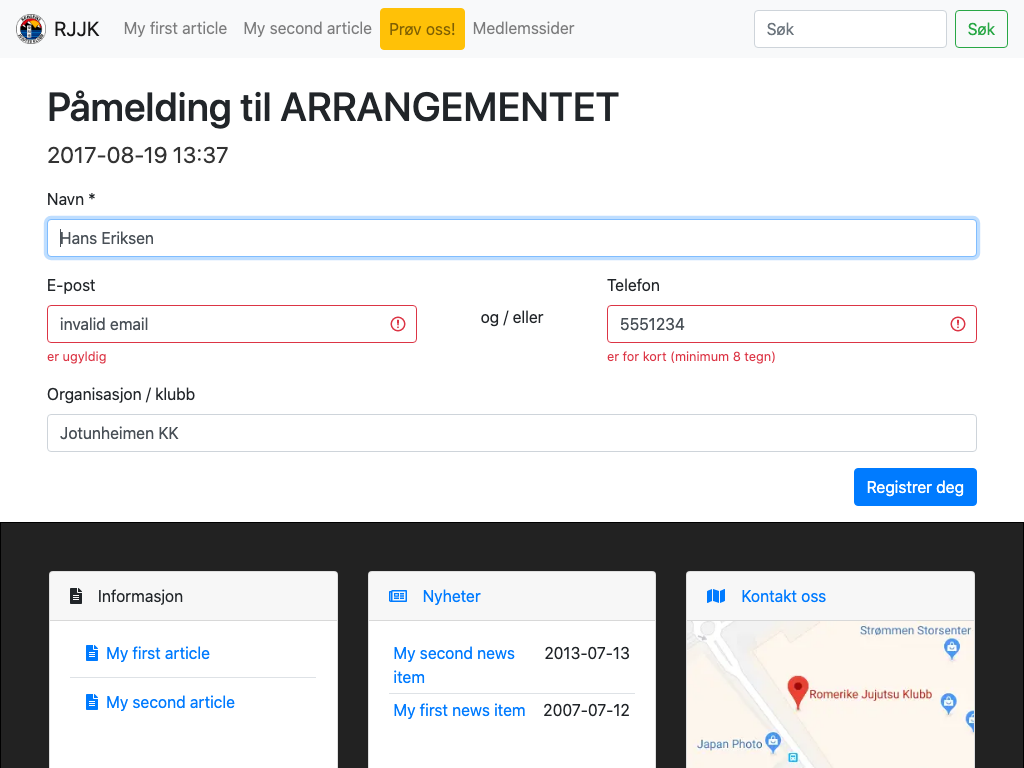 RJJK My first article My second article Prøv oss! Medlemssider Søk Søk
Påmelding til ARRANGEMENTET
2017-08-19 13:37
Navn *
Hans Eriksen
E-post
Telefon
invalid email
og / eller
5551234
er ugyldig
er for kort (minimum 8 tegn)
Organisasjon / klubb
Jotunheimen KK
Registrer deg
Informasjon
My first article
My second article
Nyheter
My second news item 2013-07-13
My first news item 2007-07-12
Kontakt oss
Strømmen Storsenter
Romerike Jujutsu Klubb
Japan Photo